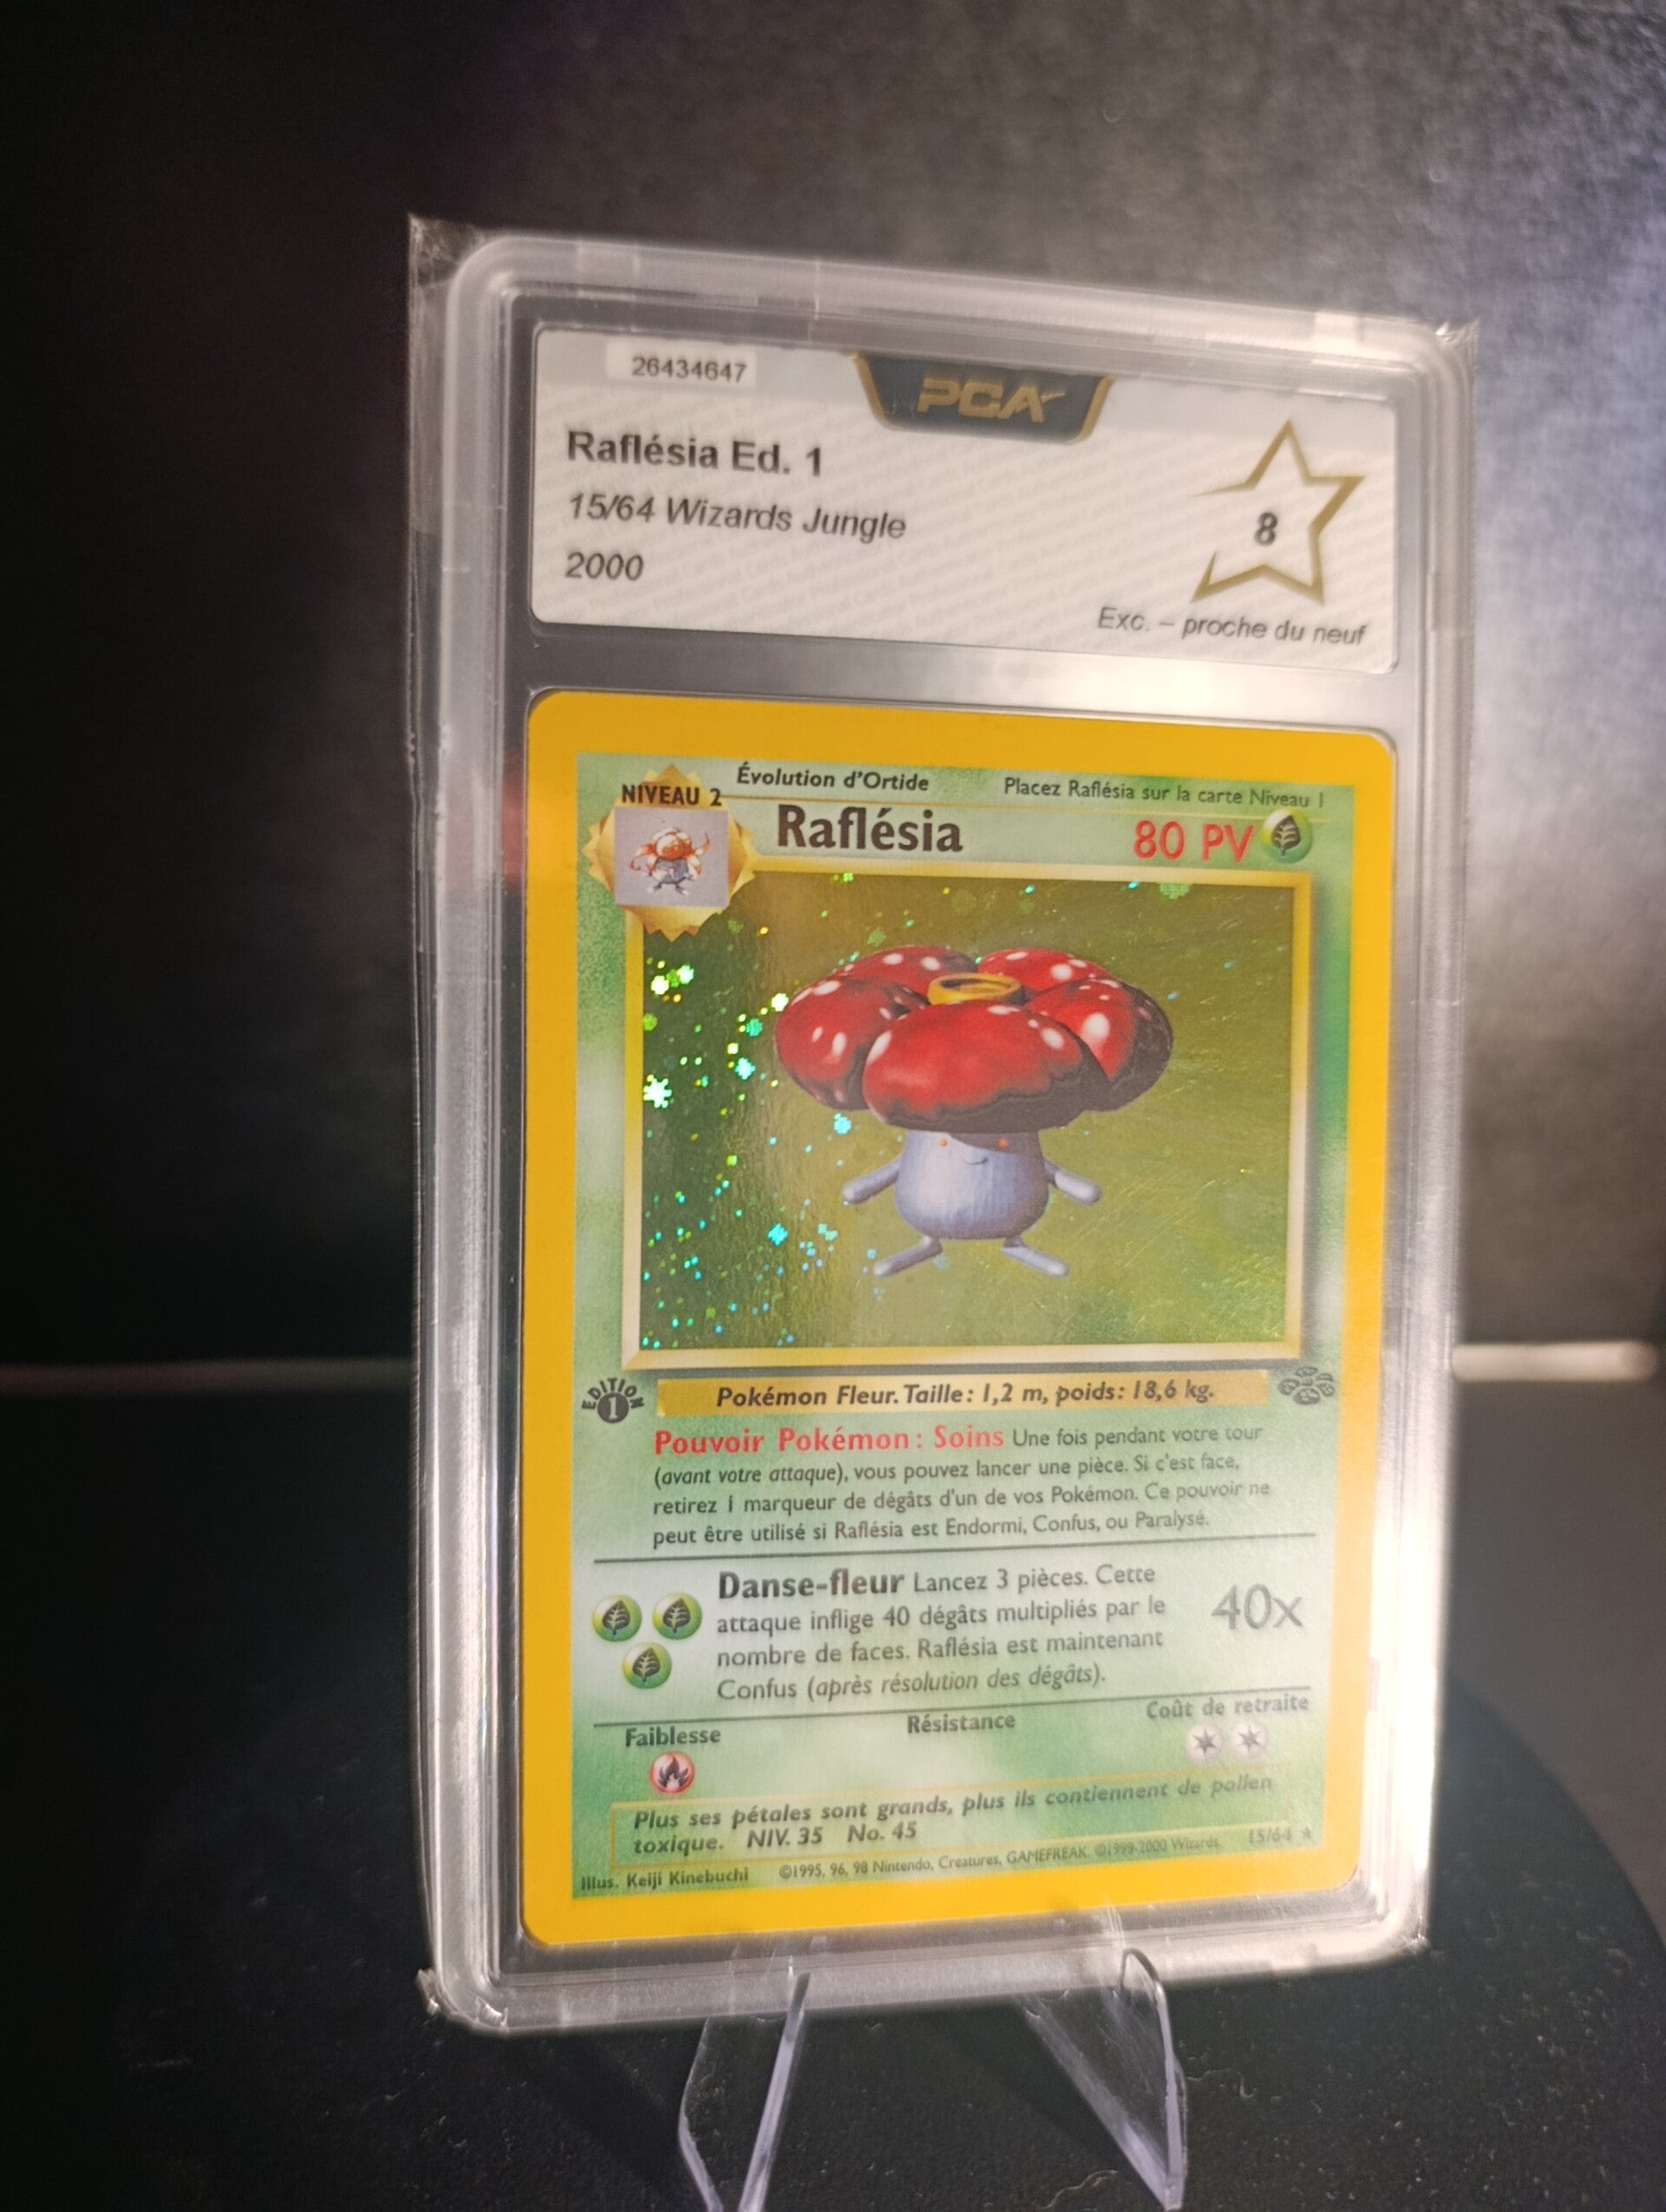 26434647
PCA
Raflésia Ed. 1
15/64 Wizards Jungle
2000
8
Exc. – proche du neuf
Évolution d'Ortide
Placez Raflésia sur la carte Niveau 1
NIVEAU 2
Raflésia
80 PV
EDITION
1
Pokémon Fleur. Taille: 1,2 m, poids: 18,6 kg.
Pouvoir Pokémon: Soins Une fois pendant votre tour
(avant votre attaque), vous pouvez lancer une pièce. Si c'est face,
retirez 1 marqueur de dégâts d'un de vos Pokémon. Ce pouvoir ne
peut être utilisé si Raflésia est Endormi, Confus, ou Paralysé.
Danse-fleur Lancez 3 pièces. Cette
attaque inflige 40 dégâts multipliés par le
nombre de faces. Raflésia est maintenant
Confus (après résolution des dégâts).
40x
Faiblesse
Résistance
Coût de retraite
Plus ses pétales sont grands, plus ils contiennent de pollen
toxique. NIV. 35 No. 45
Illus. Keiji Kinebuchi
©1995, 96, 98 Nintendo, Creatures, GAMEFREAK. ©1999-2000 Wizards.
15/64 ★